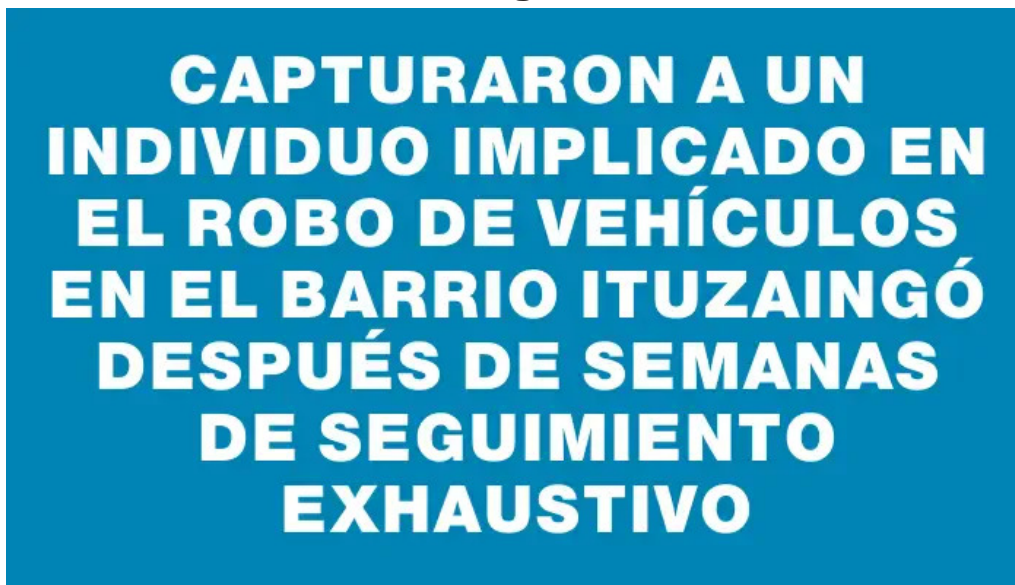 CAPTURARON A UN
INDIVIDUO IMPLICADO EN
EL ROBO DE VEHÍCULOS
EN EL BARRIO ITUZAINGÓ
DESPUÉS DE SEMANAS
DE SEGUIMIENTO
EXHAUSTIVO